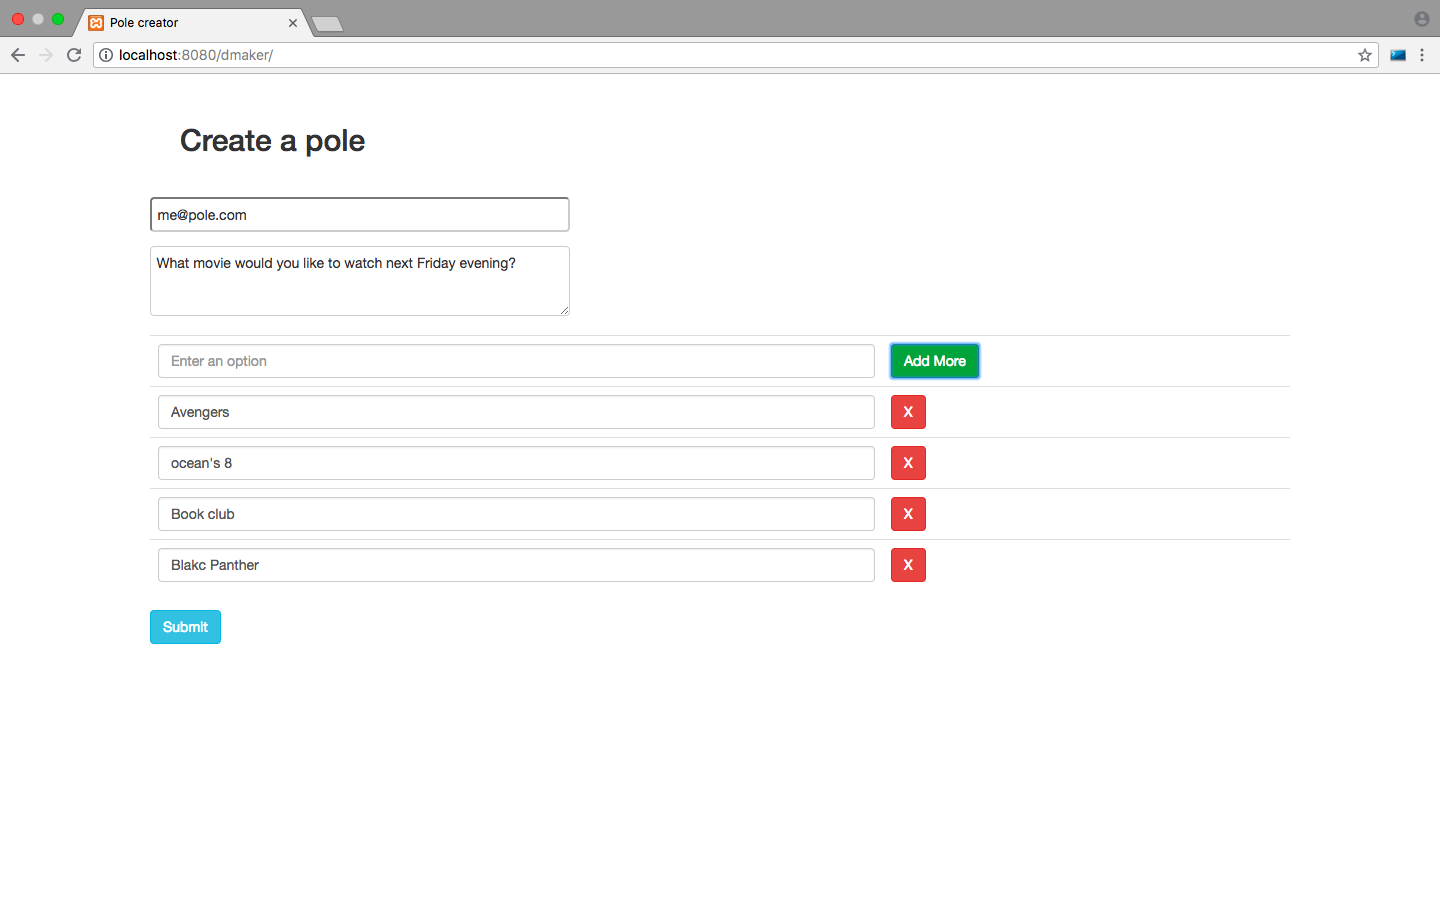 Pole creator
localhost:8080/dmaker/
Create a pole
me@pole.com
What movie would you like to watch next Friday evening?
Enter an option
Add More
Avengers
X
ocean's 8
X
Book club
X
Blakc Panther
X
Submit